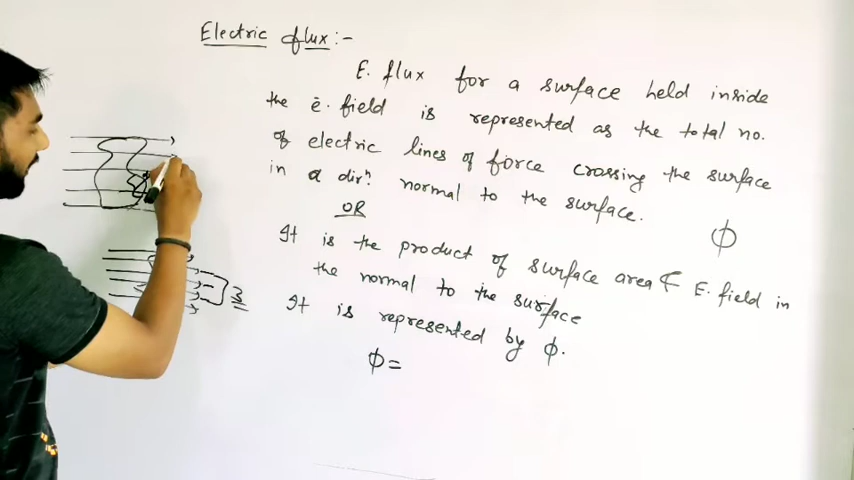 Electric flux:-
E. flux for a surface held inside
the e. field is represented as the total no.
of electric lines of force crossing the surface
in a dirⁿ. normal to the surface.
OR
ϕ
It is the product of surface area & E. field in
the normal to the surface
It is represented by ϕ.
ϕ=
3